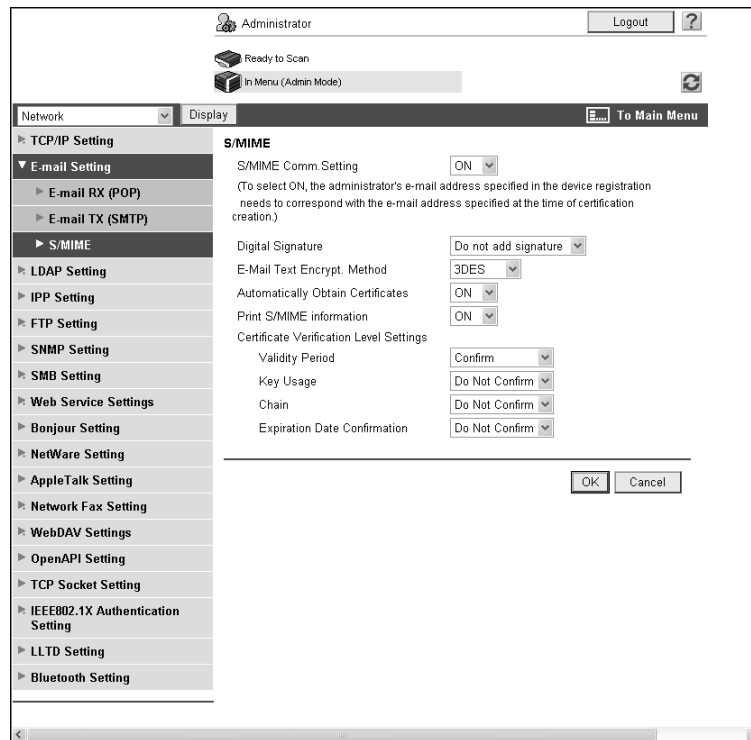 Administrator
Logout
?
Ready to Scan
In Menu (Admin Mode)
Network
Display
To Main Menu
TCP/IP Setting
E-mail Setting
E-mail RX (POP)
E-mail TX (SMTP)
S/MIME
LDAP Setting
IPP Setting
FTP Setting
SNMP Setting
SMB Setting
Web Service Settings
Bonjour Setting
NetWare Setting
AppleTalk Setting
Network Fax Setting
WebDAV Settings
OpenAPI Setting
TCP Socket Setting
IEEE802.1X Authentication
Setting
LLTD Setting
Bluetooth Setting
S/MIME
S/MIME Comm.Setting ON
(To select ON, the administrator's e-mail address specified in the device registration
needs to correspond with the e-mail address specified at the time of certification
creation.)
Digital Signature Do not add signature
E-Mail Text Encrypt. Method 3DES
Automatically Obtain Certificates ON
Print S/MIME information ON
Certificate Verification Level Settings
Validity Period Confirm
Key Usage Do Not Confirm
Chain Do Not Confirm
Expiration Date Confirmation Do Not Confirm
OK Cancel